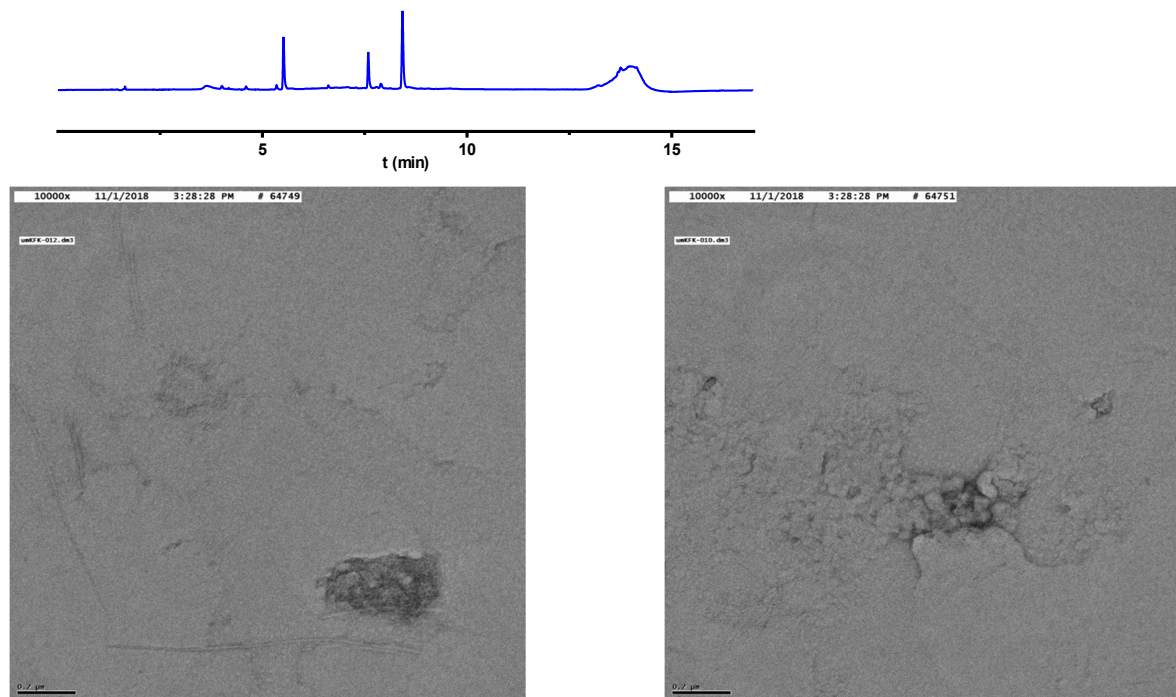 5
10
15
t (min)
10000x 11/1/2018 3:28:28 PM # 64749
umKFK-012.dm3
0.2 µm
10000x 11/1/2018 3:28:28 PM # 64751
umKFK-010.dm3
0.2 µm